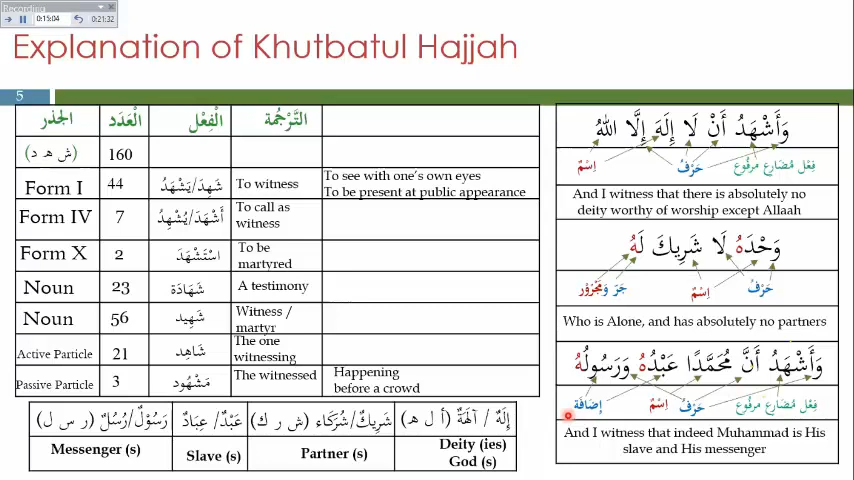 Recording
0:15:04
0:21:32
Explanation of Khutbatul Hajjah
5
الجذر الْعَدَد الْفِعْل التَّرْجُمَة
(ش ه د) 160
Form I 44 شَهِدَ/يَشْهَدُ To witness To see with one's own eyes
To be present at public appearance
Form IV 7 أَشْهَدَ/يُشْهِدُ To call as
witness
Form X 2 اسْتَشْهَدَ To be
martyred
Noun 23 شَهَادَة A testimony
Noun 56 شَهِيد Witness /
martyr
Active Particle 21 شَاهِد The one
witnessing
Passive Particle 3 مَشْهُود The witnessed Happening
before a crowd
إِلَهٌ / آلِهَةٌ (أ ل ه) شَرِيكٌ/شُرَكَاء (ش ر ك) عَبْدٌ/ عِبَادٌ رَسُوْلٌ/رُسُلٌ (ر س ل)
Messenger (s) Slave (s) Partner (s) Deity (ies)
God (s)
وَأَشْهَدُ أَنْ لَا إِلَهَ إِلَّا اللهُ
فِعْل مُضَارِع مَرفُوع حَرْفُ اِسْمٌ
And I witness that there is absolutely no
deity worthy of worship except Allaah
وَحْدَهُ لَا شَرِيكَ لَهُ
حَرْفُ اِسْمٌ جَرَ وَمَجْرُوْر
Who is Alone, and has absolutely no partners
وَأَشْهَدُ أَنَّ مُحَمَّدًا عَبْدُهُ وَرَسُولُهُ
فِعْل مُضَارِع مَرفُوع حَرْفُ اِسْمٌ إِضَافَة
And I witness that indeed Muhammad is His
slave and His messenger